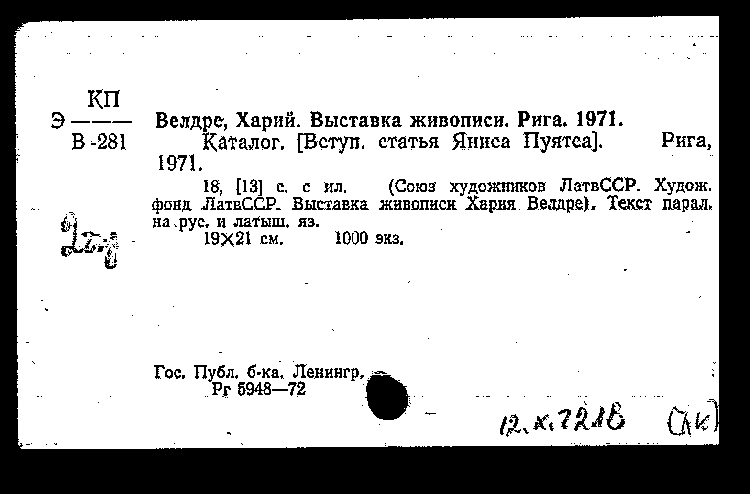 КП
Э ———
В-281
Велдре, Харий. Выставка живописи. Рига. 1971.
Каталог. [Вступ. статья Яниса Пуятса]. Рига,
1971.
18, [13] с. с ил. (Союз художников ЛатвССР. Худож.
фонд ЛатвССР. Выставка живописи Хария Велдре). Текст парал.
на рус. и латыш. яз.
19×21 см. 1000 экз.
Гос. Публ. б-ка. Ленингр.
Рг 5948—72
12.X.72